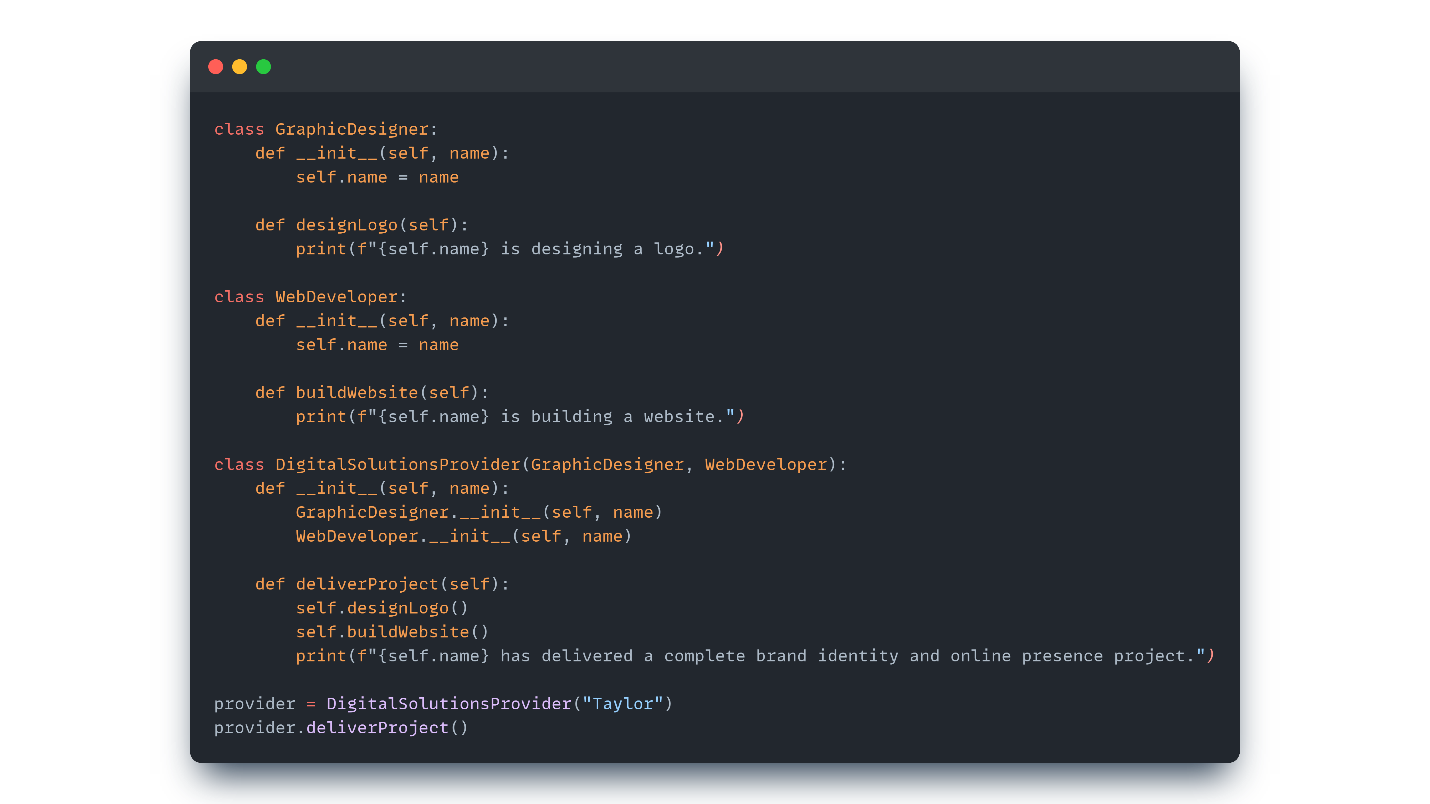 class GraphicDesigner:
    def __init__(self, name):
        self.name = name

    def designLogo(self):
        print(f"{self.name} is designing a logo.")

class WebDeveloper:
    def __init__(self, name):
        self.name = name

    def buildWebsite(self):
        print(f"{self.name} is building a website.")

class DigitalSolutionsProvider(GraphicDesigner, WebDeveloper):
    def __init__(self, name):
        GraphicDesigner.__init__(self, name)
        WebDeveloper.__init__(self, name)

    def deliverProject(self):
        self.designLogo()
        self.buildWebsite()
        print(f"{self.name} has delivered a complete brand identity and online presence project.")

provider = DigitalSolutionsProvider("Taylor")
provider.deliverProject()